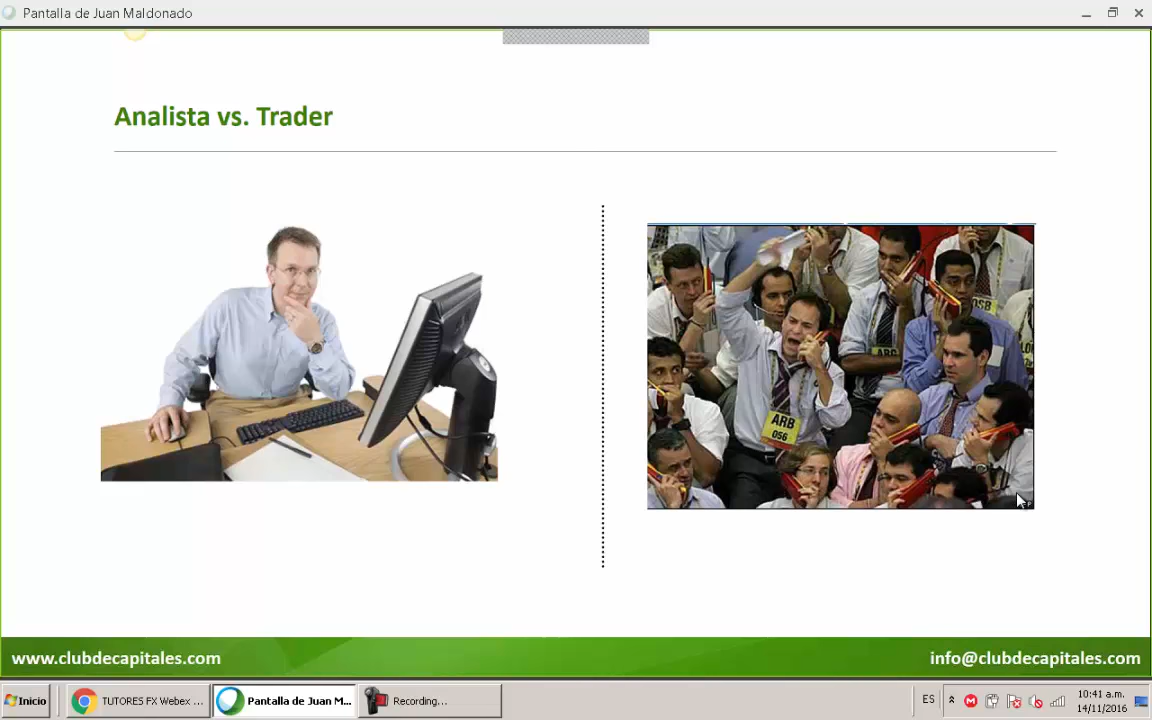 Pantalla de Juan Maldonado
Analista vs. Trader
ARB
056
ARB
www.clubdecapitales.com
info@clubdecapitales.com
Inicio
TUTORES FX Webex ...
Pantalla de Juan M...
Recording...
ES
10:41 a.m.
14/11/2016